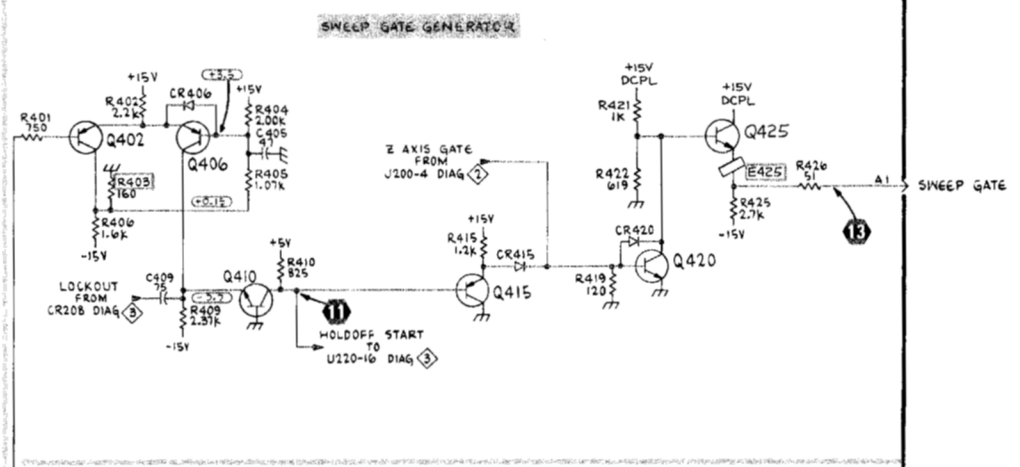 SWEEP GATE GENERATOR
+3.5
+15V
CR406
+15V
R402
2.2K
R404
2.00K
R401
750
Q402
Q406
C405
47
R405
1.07K
R403
160
+0.15
R406
1.6K
-15V
LOCKOUT
FROM
CR208 DIAG 3
C409
75
Q410
+5V
R410
825
R409
2.37K
-15V
11
HOLDOFF START
TO
U220-16 DIAG 3
Z AXIS GATE
FROM
J200-4 DIAG 2
+15V
R415
1.2K
CR415
Q415
+15V
DCPL
R421
1K
R422
619
CR420
R419
120
Q420
+15V
DCPL
Q425
E425
R426
51
R425
2.7K
-15V
A1
SWEEP GATE
13